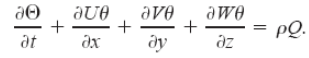 ∂Θ/∂t + ∂Uθ/∂x + ∂Vθ/∂y + ∂Wθ/∂z = ρQ.